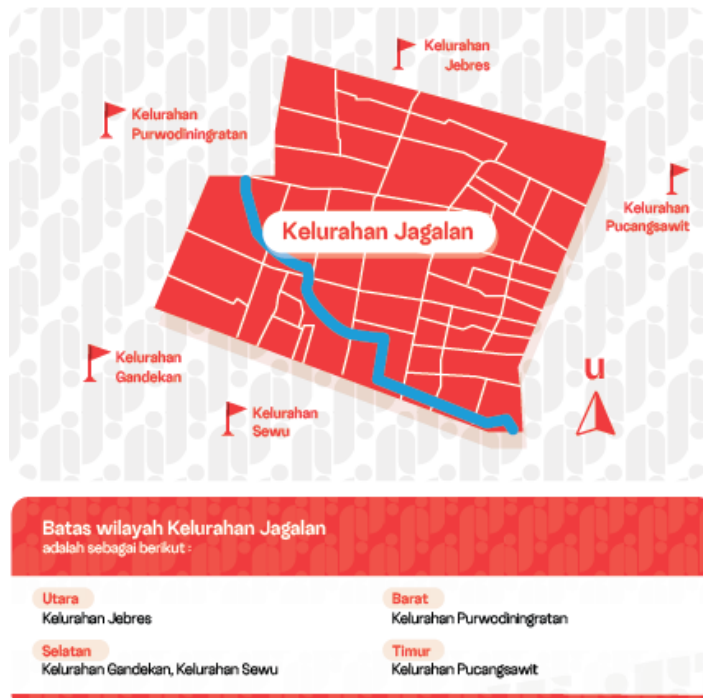 Kelurahan
Jebres
Kelurahan
Purwodiningratan
Kelurahan
Pucangsawit
Kelurahan Jagalan
Kelurahan
Gandekan
Kelurahan
Sewu
u
Batas wilayah Kelurahan Jagalan
adalah sebagai berikut :
Utara
Kelurahan Jebres
Barat
Kelurahan Purwodiningratan
Selatan
Kelurahan Gandekan, Kelurahan Sewu
Timur
Kelurahan Pucangsawit